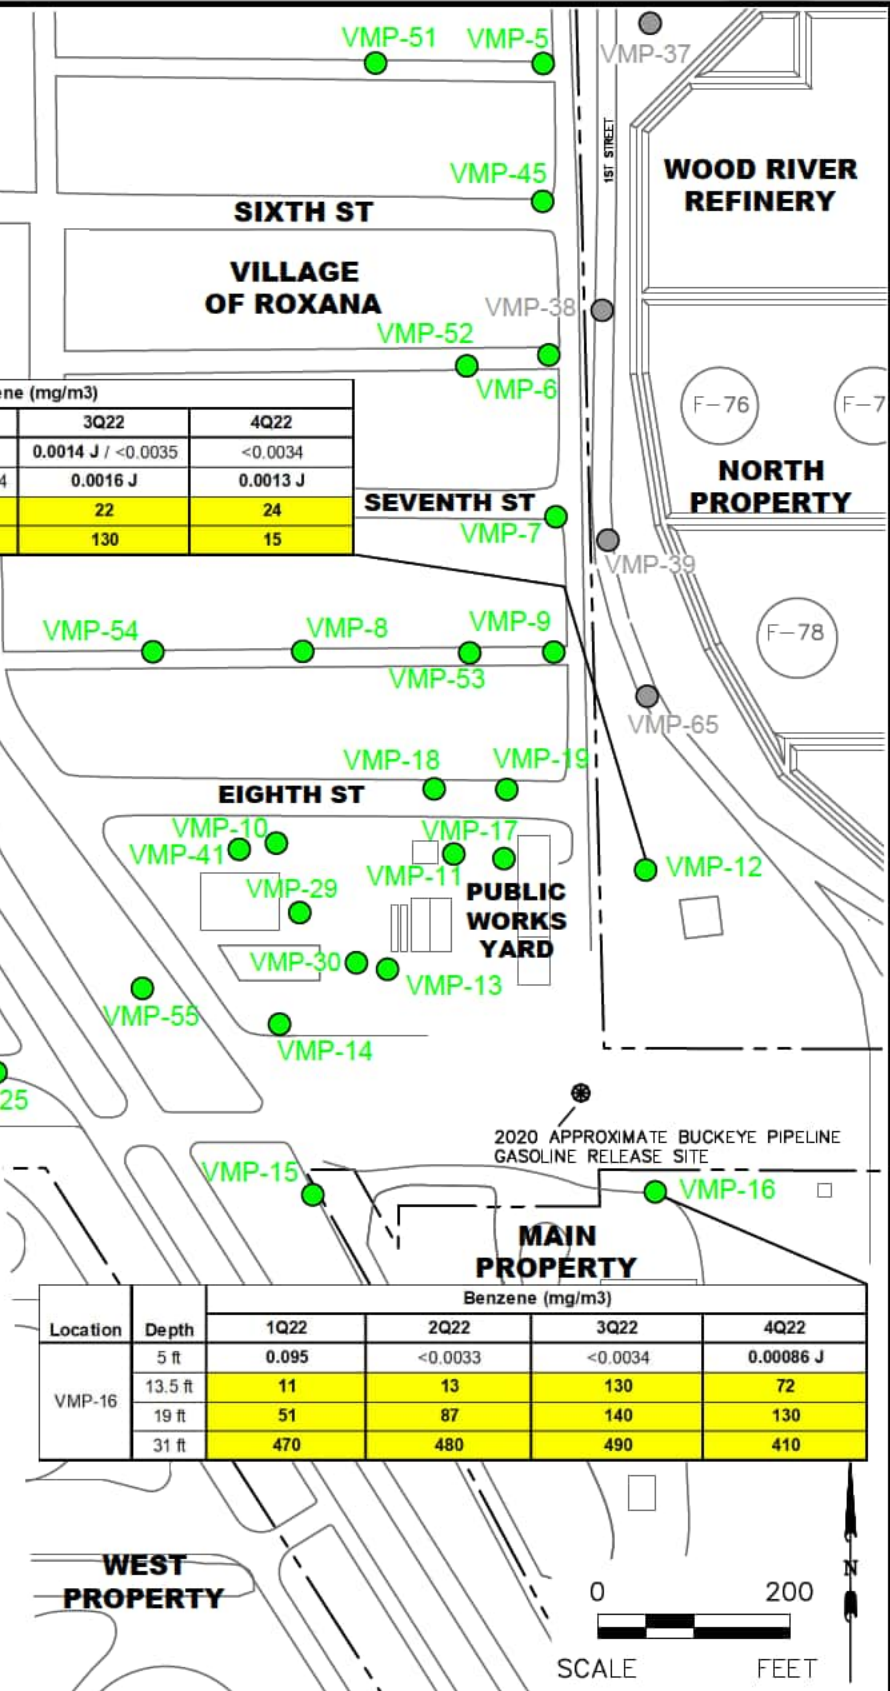 VMP-51
VMP-5
VMP-37
1ST STREET
WOOD RIVER
REFINERY
VMP-45
SIXTH ST
VILLAGE
OF ROXANA
VMP-38
VMP-52
VMP-6
F-76
F-7
ene (mg/m3)
3Q22 4Q22
0.0014 J / <0.0035 <0.0034
4 0.0016 J 0.0013 J
22 24
130 15
NORTH
PROPERTY
SEVENTH ST
VMP-7
VMP-39
VMP-54
VMP-8
VMP-9
F-78
VMP-53
VMP-65
VMP-18
VMP-19
EIGHTH ST
VMP-10
VMP-17
VMP-41
VMP-12
VMP-11
VMP-29
PUBLIC
WORKS
YARD
VMP-30
VMP-13
VMP-55
VMP-14
25
2020 APPROXIMATE BUCKEYE PIPELINE
GASOLINE RELEASE SITE
VMP-15
VMP-16
MAIN
PROPERTY
Benzene (mg/m3)
Location Depth 1Q22 2Q22 3Q22 4Q22
5 ft 0.095 <0.0033 <0.0034 0.00086 J
VMP-16
13.5 ft 11 13 130 72
19 ft 51 87 140 130
31 ft 470 480 490 410
WEST
PROPERTY
N
0 200
SCALE FEET